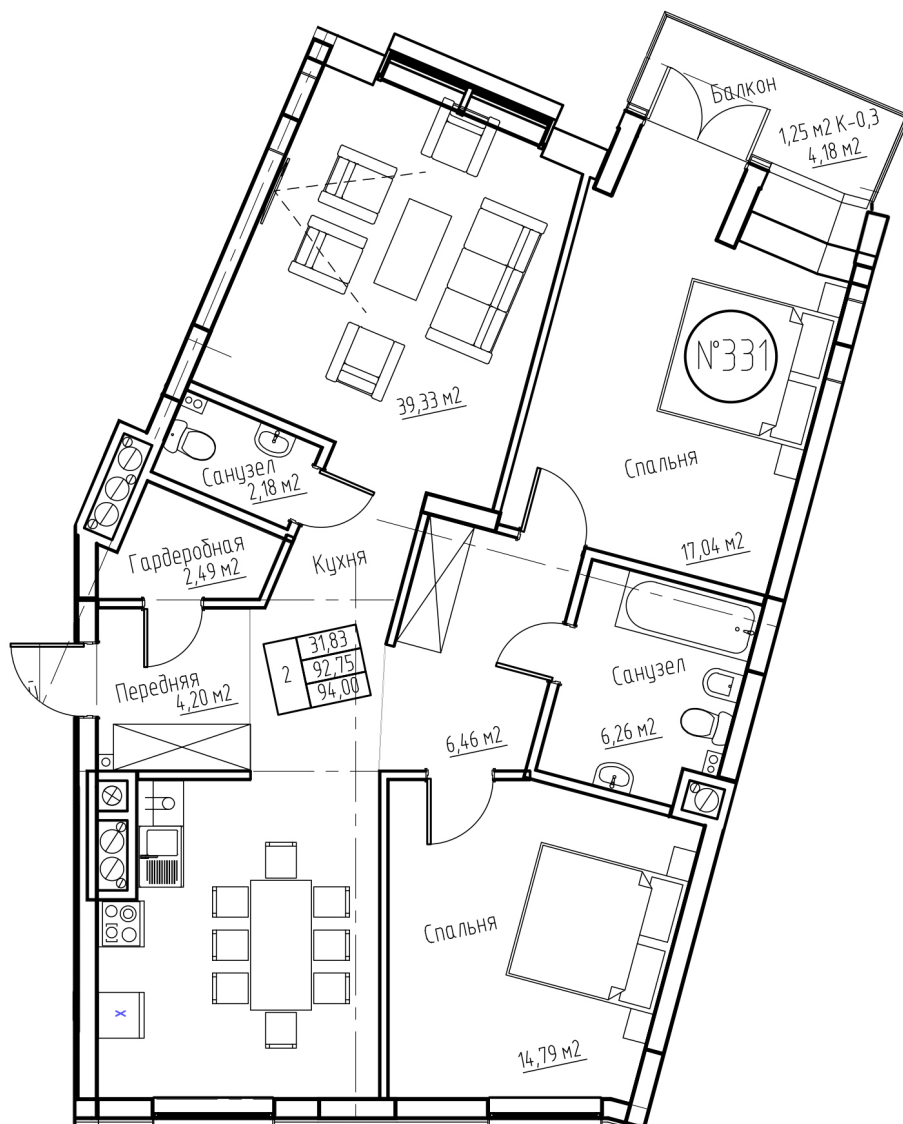 Балкон
1,25 м2 К-0,3
4,18 м2
N°331
39,33 м2
Санузел
2,18 м2
Спальня
17,04 м2
Гардеробная
2,49 м2
Кухня
Передняя
4,20 м2
2
31,83
92,75
94,00
Санузел
6,26 м2
6,46 м2
Спальня
14,79 м2
X